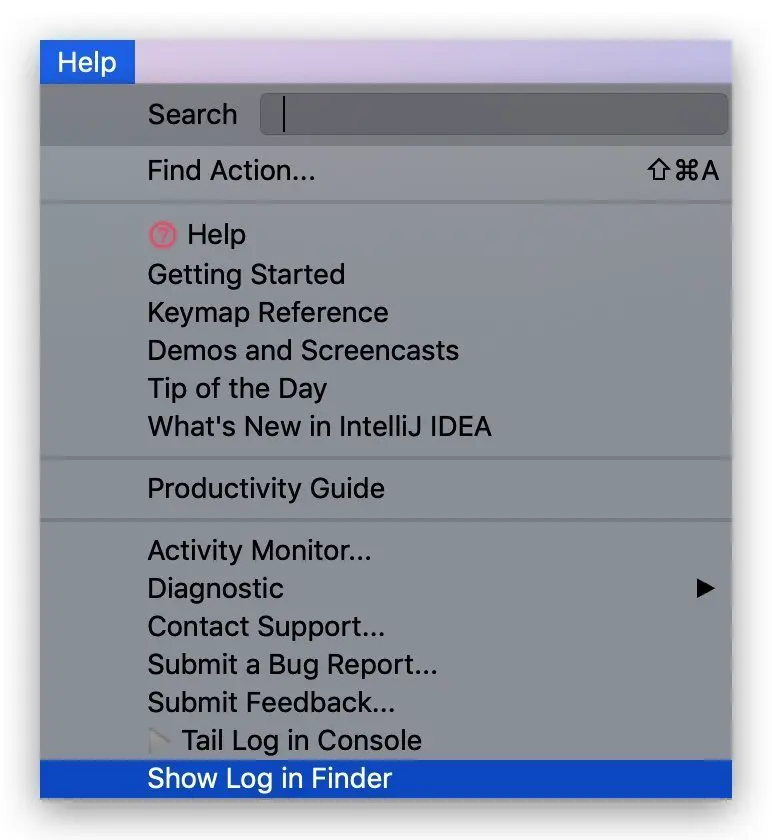 Help
Search
Find Action... ⇧⌘A
Help
Getting Started
Keymap Reference
Demos and Screencasts
Tip of the Day
What's New in IntelliJ IDEA
Productivity Guide
Activity Monitor...
Diagnostic
Contact Support...
Submit a Bug Report...
Submit Feedback...
Tail Log in Console
Show Log in Finder